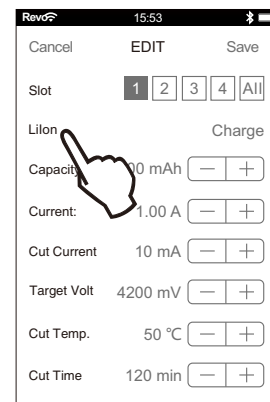 Revo 15:53
Cancel EDIT Save
Slot 1 2 3 4 All
LiIon Charge
Capacity 00 mAh — +
Current: 1.00 A — +
Cut Current 10 mA — +
Target Volt 4200 mV — +
Cut Temp. 50 ℃ — +
Cut Time 120 min — +